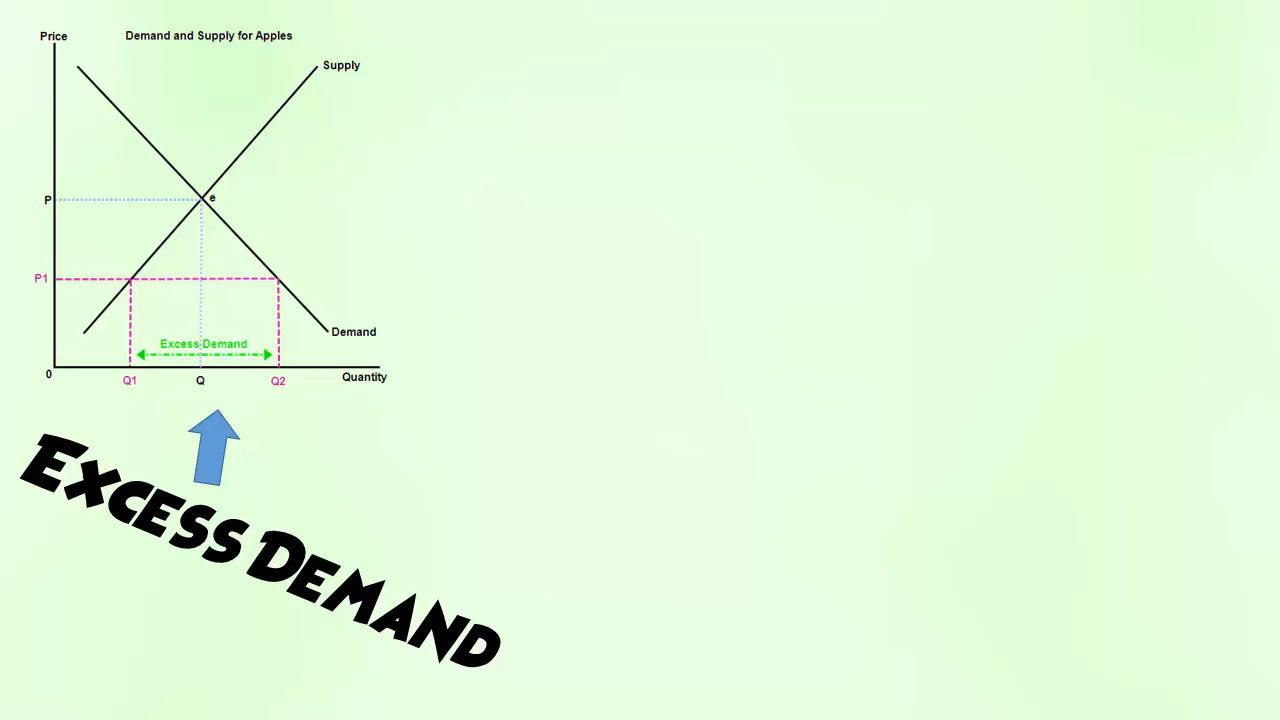 Price
Demand and Supply for Apples
Supply
P
e
P1
Demand
Excess Demand
0
Q1
Q
Q2
Quantity
Excess Demand